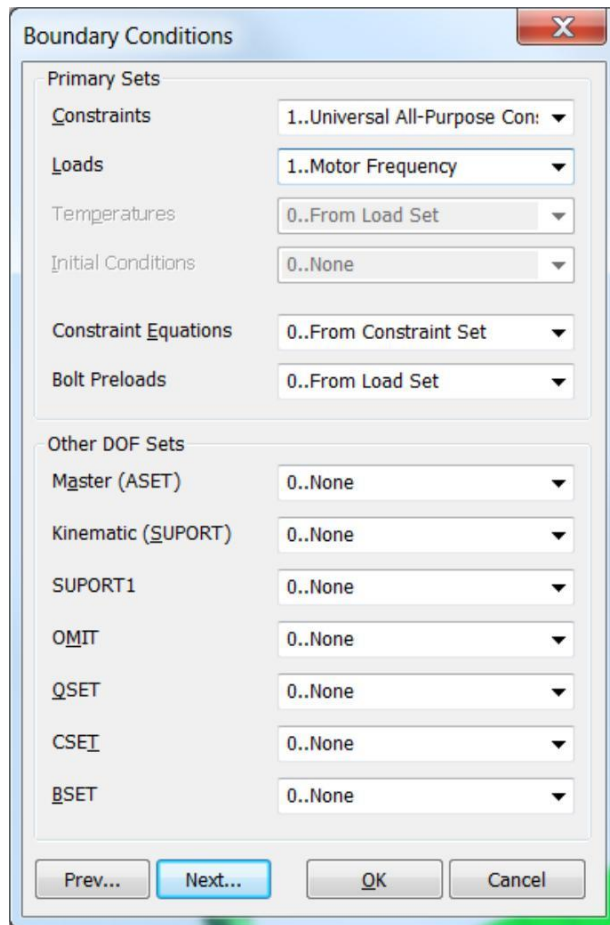 Boundary Conditions
Primary Sets
Constraints 1..Universal All-Purpose Con
Loads 1..Motor Frequency
Temperatures 0..From Load Set
Initial Conditions 0..None
Constraint Equations 0..From Constraint Set
Bolt Preloads 0..From Load Set
Other DOF Sets
Master (ASET) 0..None
Kinematic (SUPORT) 0..None
SUPORT1 0..None
OMIT 0..None
QSET 0..None
CSET 0..None
BSET 0..None
Prev... Next... OK Cancel